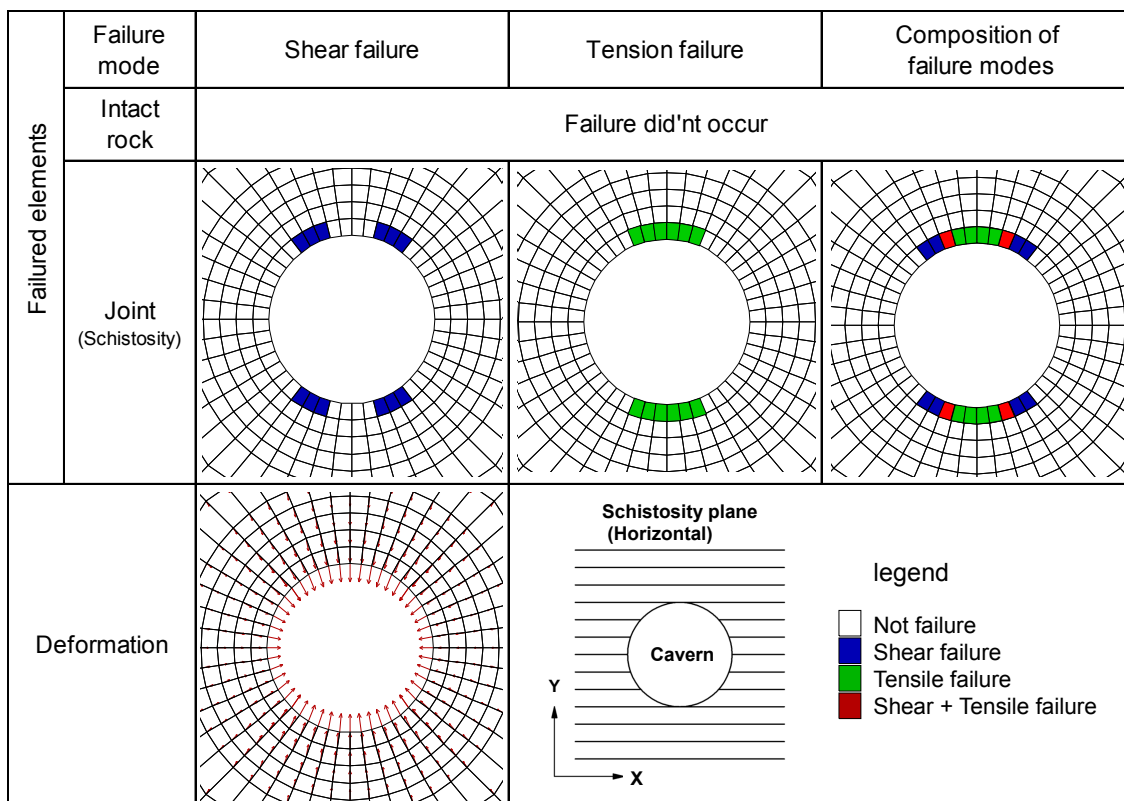 Failured elements
Failure
mode
Shear failure
Tension failure
Composition of
failure modes
Intact
rock
Failure did'nt occur
Joint
(Schistosity)
Deformation
Schistosity plane
(Horizontal)
Cavern
Y
X
legend
Not failure
Shear failure
Tensile failure
Shear + Tensile failure